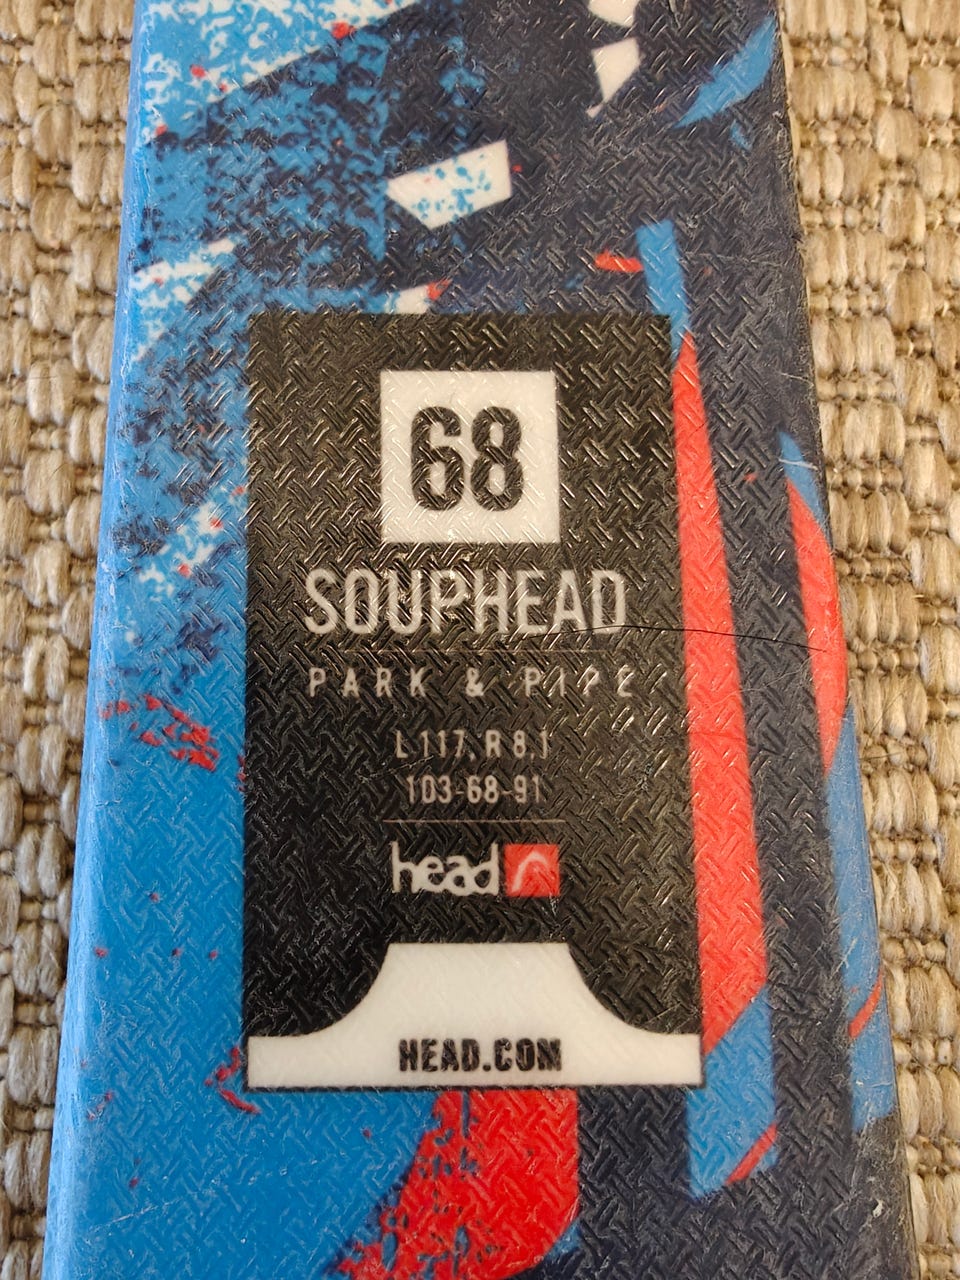 68
SOUPHEAD
PARK & PIPE
L 117, R 8,1
103-68-91
head
HEAD.COM